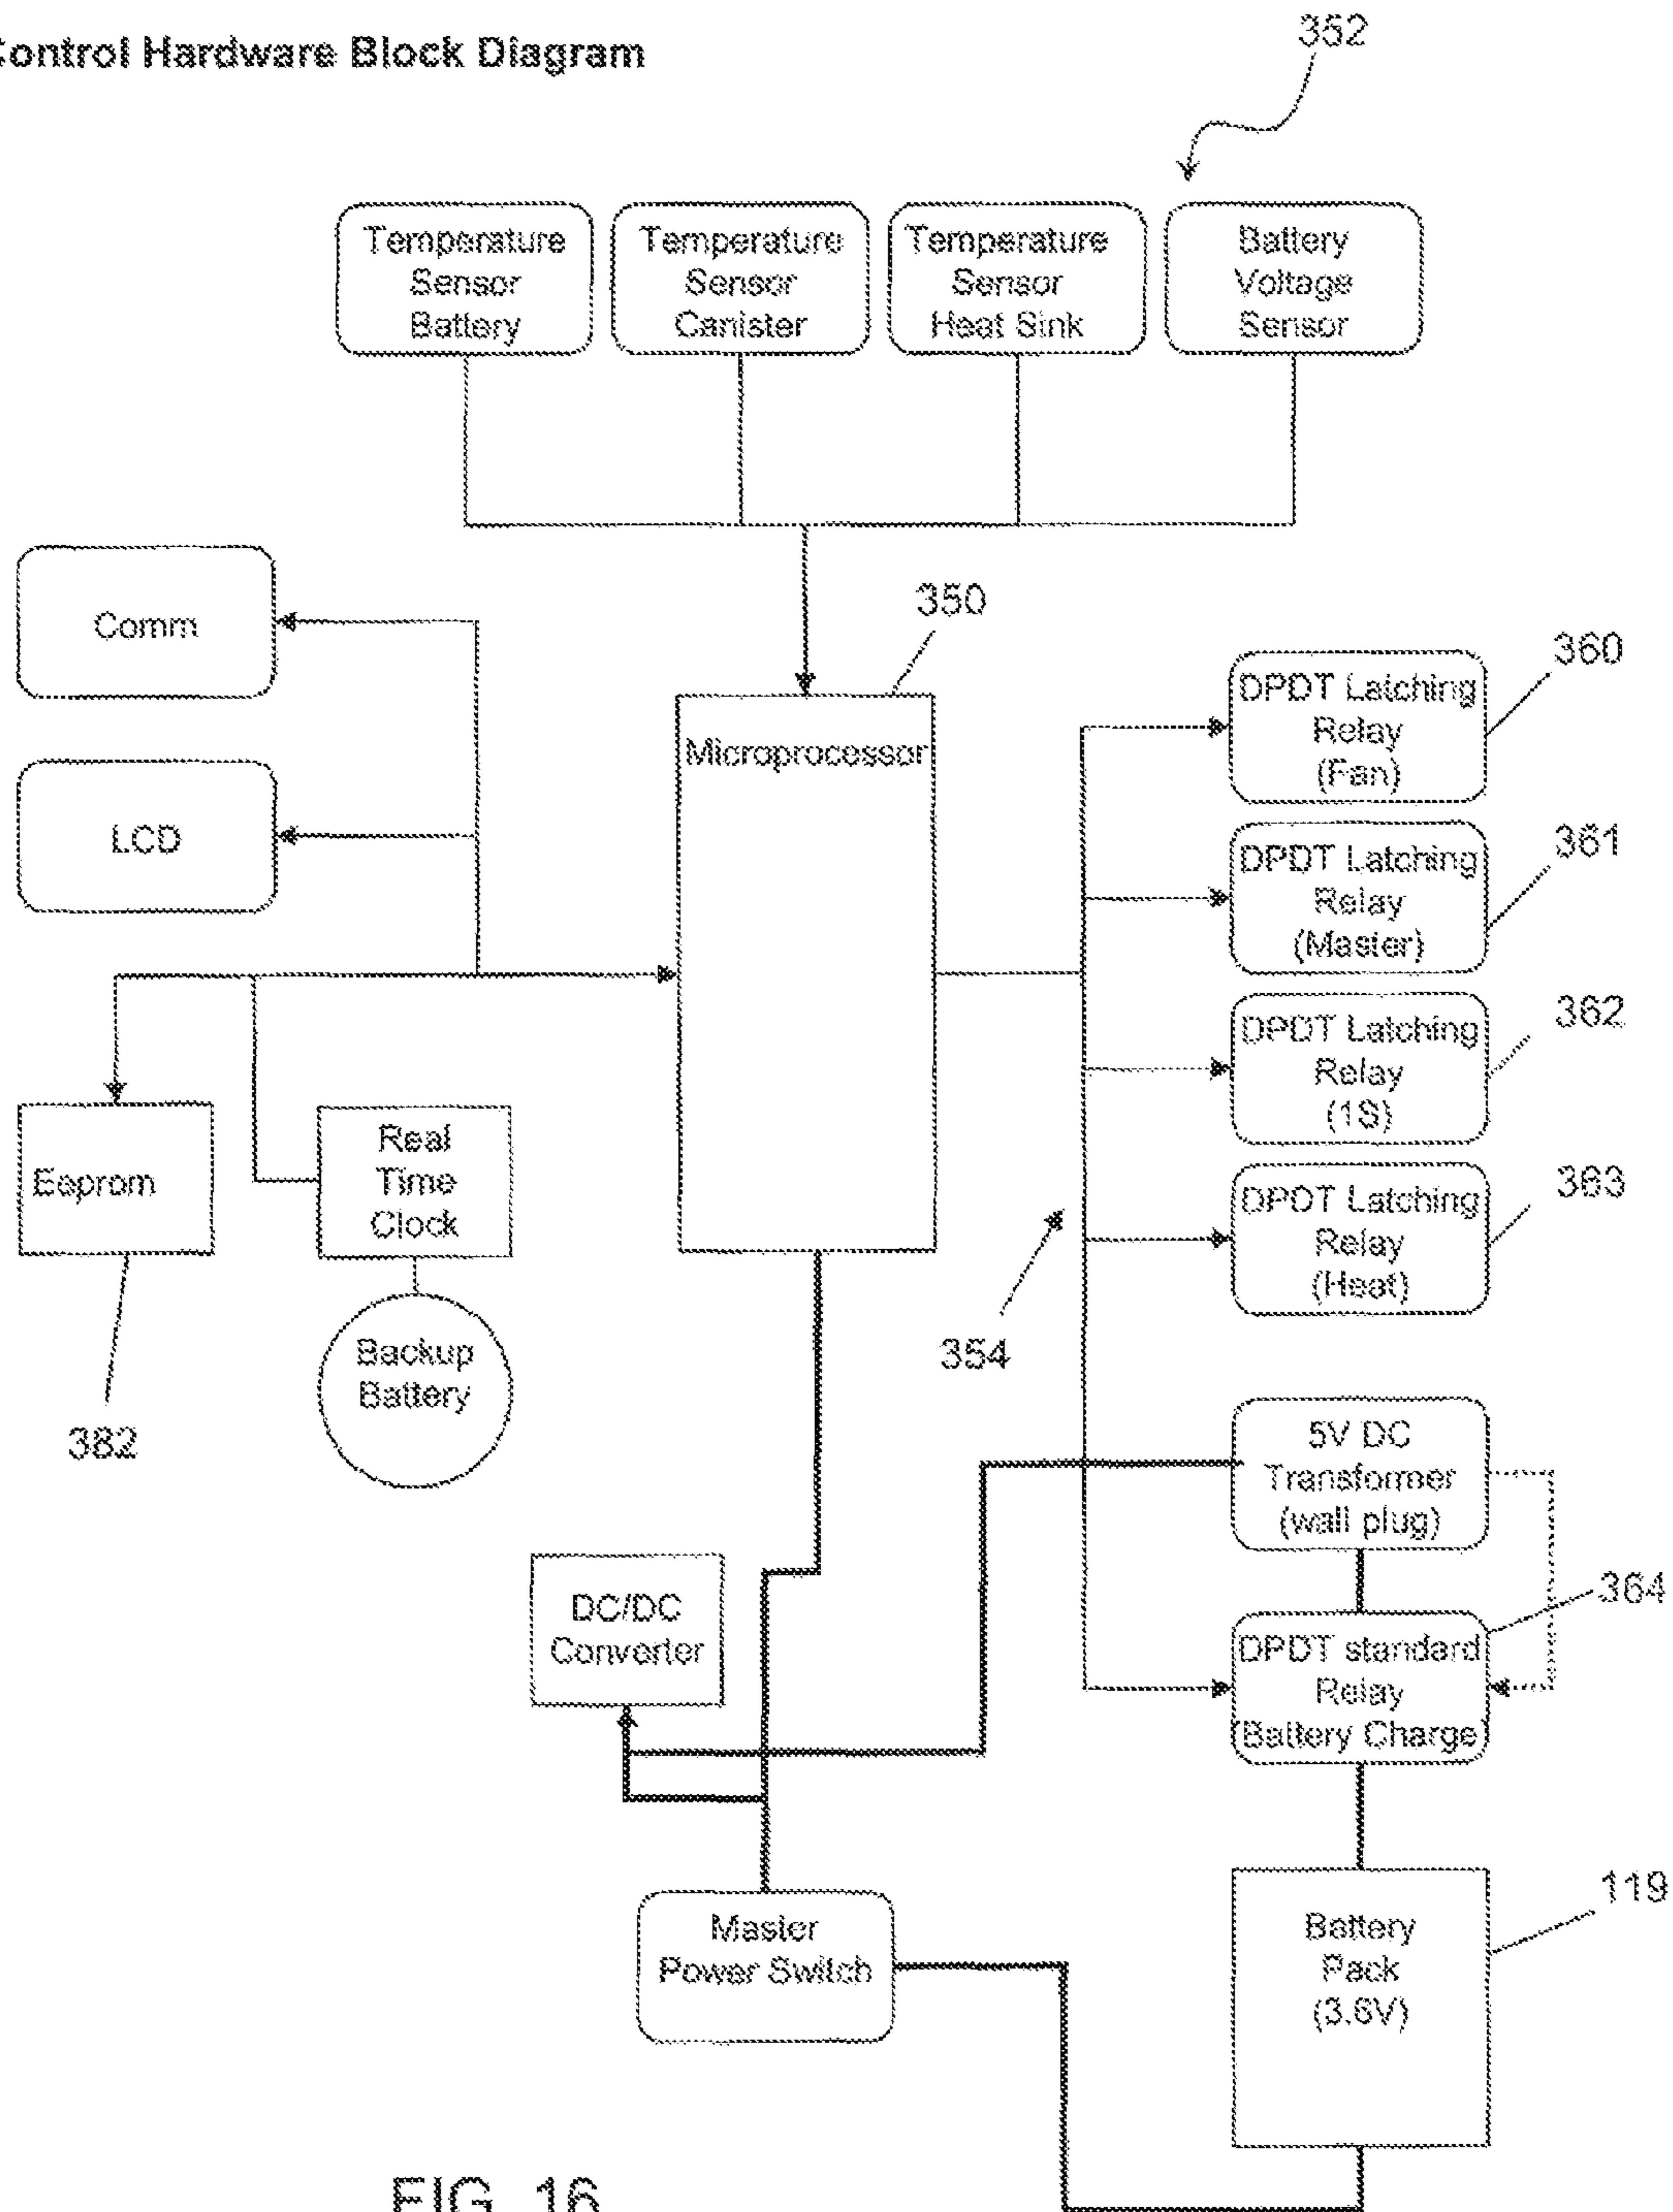 Control Hardware Block Diagram
352
Temperature
Sensor
Battery
Temperature
Sensor
Canister
Temperature
Sensor
Heat Sink
Battery
Voltage
Sensor
Comm
350
360
DPDT Latching
Relay
(Fan)
Microprocessor
LCD
361
DPDT Latching
Relay
(Master)
362
DPDT Latching
Relay
(1S)
Eeprom
Real
Time
Clock
363
DPDT Latching
Relay
(Heat)
354
Backup
Battery
382
5V DC
Transformer
(wall plug)
364
DC/DC
Converter
DPDT standard
Relay
(Battery Charge)
119
Master
Power Switch
Battery
Pack
(3.6V)
FIG. 16